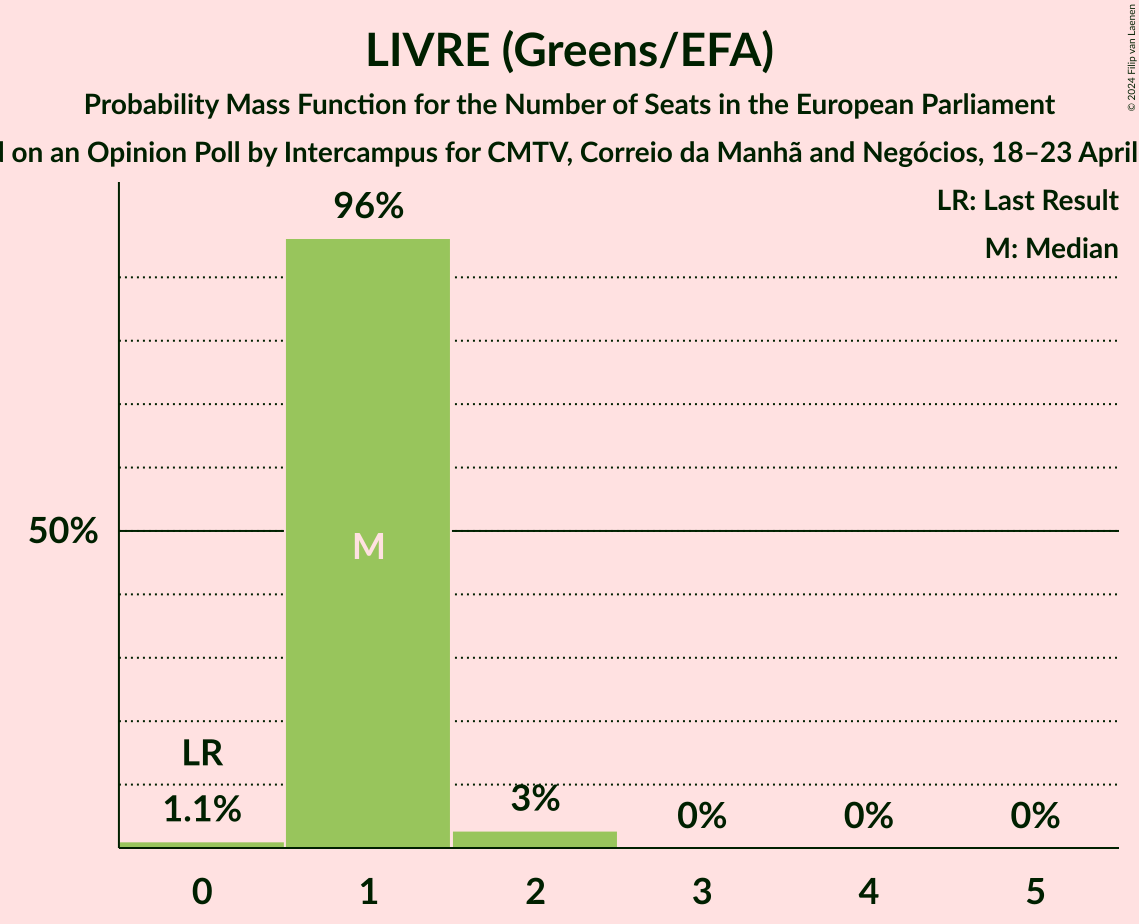 LIVRE (Greens/EFA)
Probability Mass Function for the Number of Seats in the European Parliament
on an Opinion Poll by Intercampus for CMTV, Correio da Manhã and Negócios, 18–23 April
© 2024 Filip van Laenen
LR: Last Result
M: Median
96%
50%
M
LR
1.1%
3%
0%
0%
0%
0
1
2
3
4
5